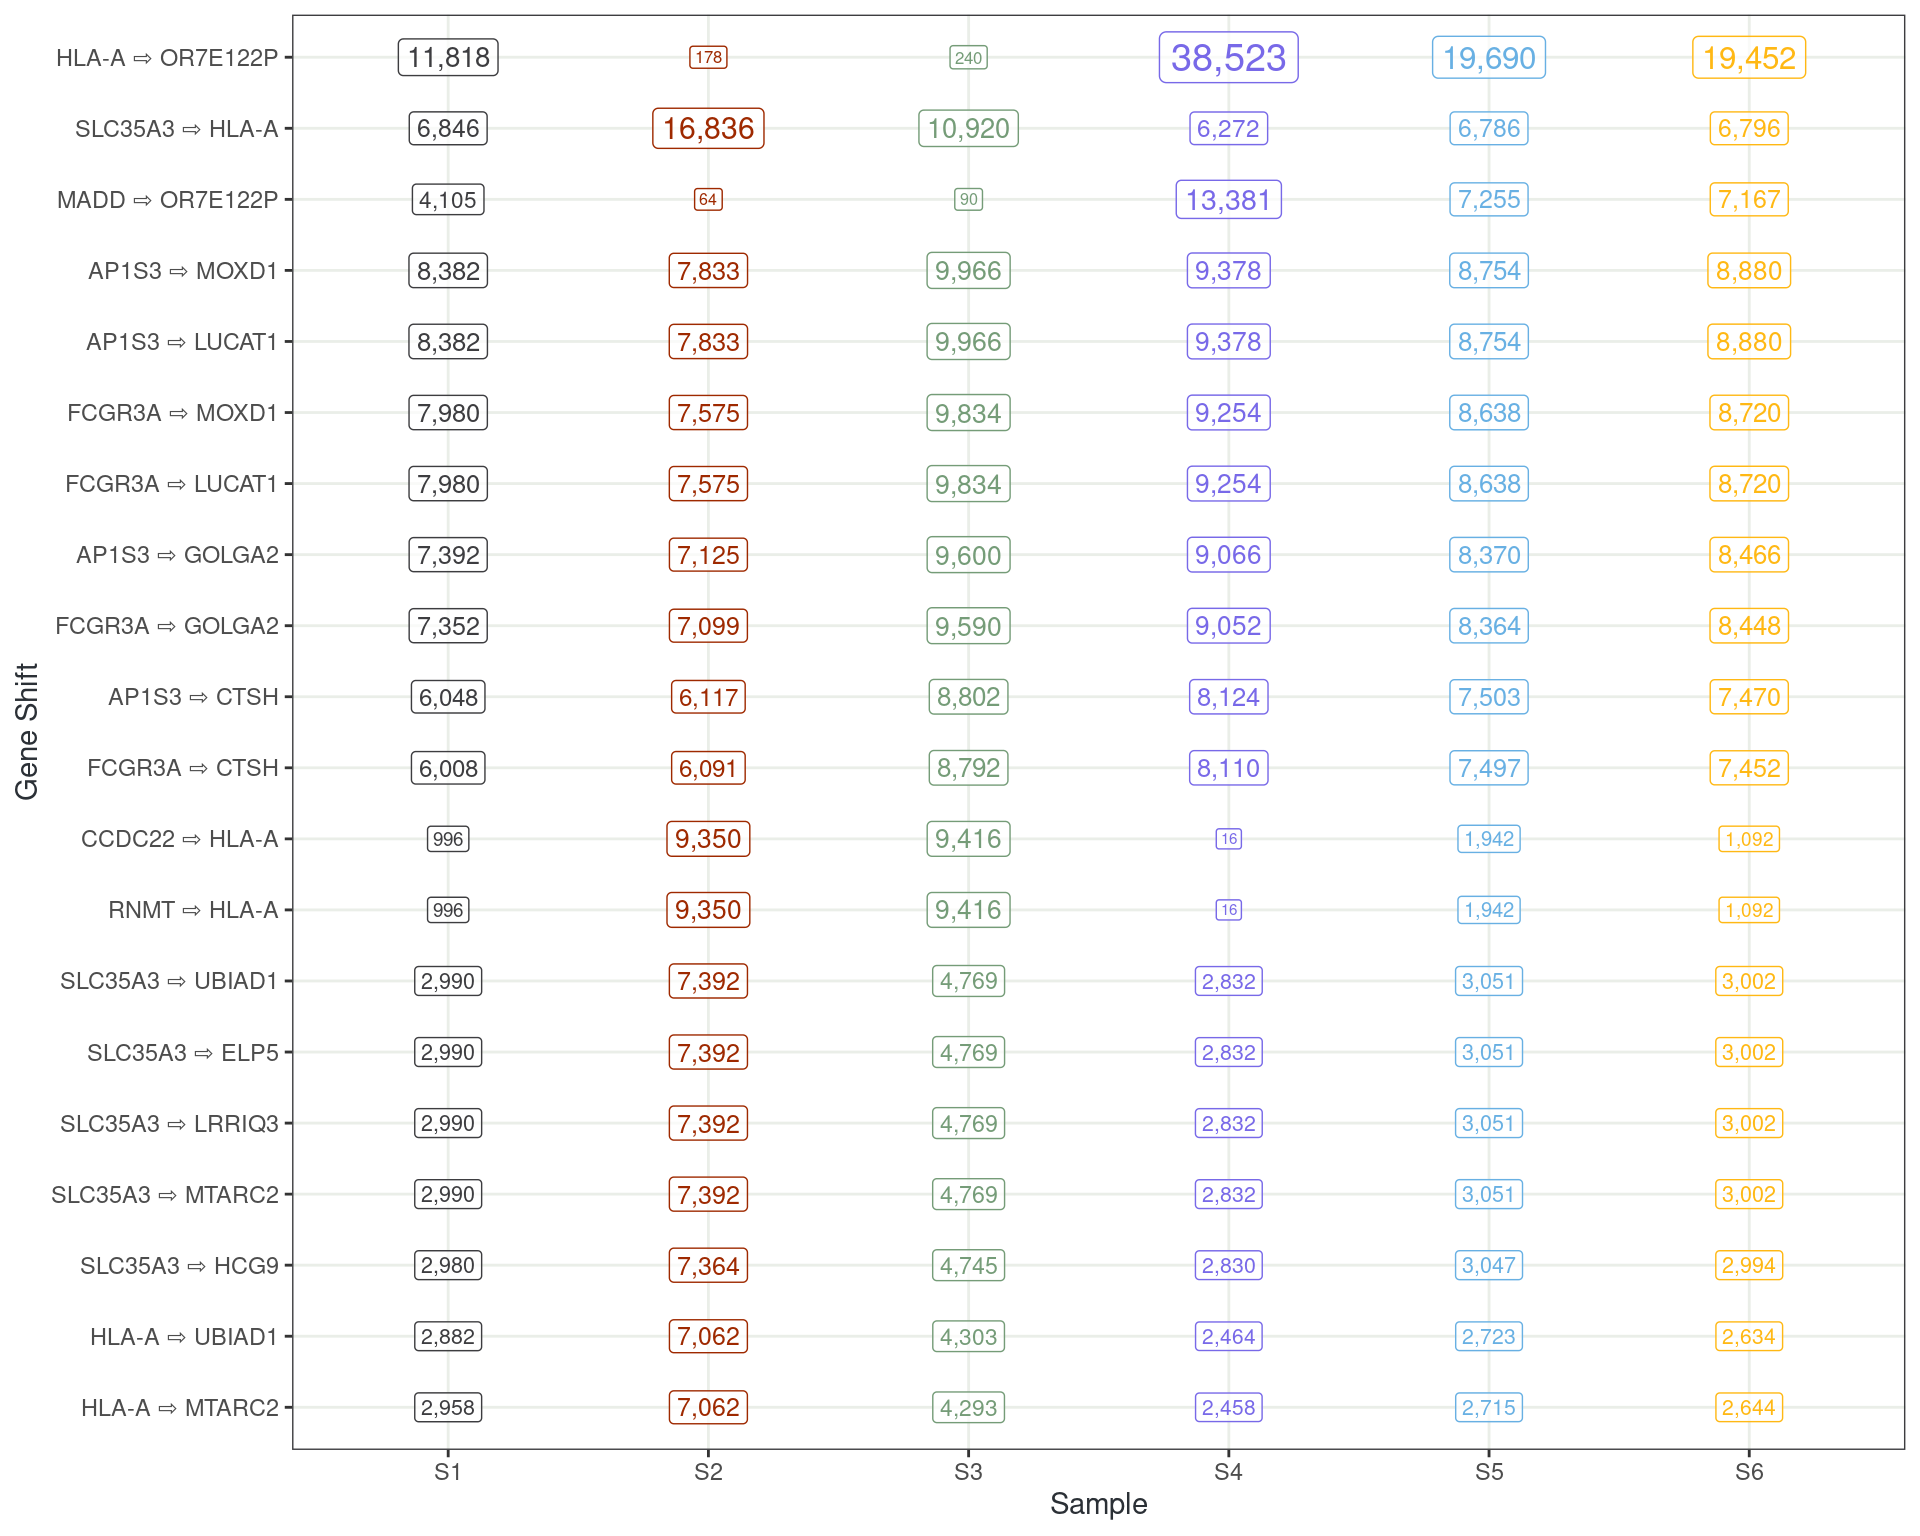 HLA-A ⇨ OR7E122P 11,818 178 240 38,523 19,690 19,452
SLC35A3 ⇨ HLA-A 6,846 16,836 10,920 6,272 6,786 6,796
MADD ⇨ OR7E122P 4,105 64 90 13,381 7,255 7,167
AP1S3 ⇨ MOXD1 8,382 7,833 9,966 9,378 8,754 8,880
AP1S3 ⇨ LUCAT1 8,382 7,833 9,966 9,378 8,754 8,880
FCGR3A ⇨ MOXD1 7,980 7,575 9,834 9,254 8,638 8,720
FCGR3A ⇨ LUCAT1 7,980 7,575 9,834 9,254 8,638 8,720
AP1S3 ⇨ GOLGA2 7,392 7,125 9,600 9,066 8,370 8,466
FCGR3A ⇨ GOLGA2 7,352 7,099 9,590 9,052 8,364 8,448
AP1S3 ⇨ CTSH 6,048 6,117 8,802 8,124 7,503 7,470
FCGR3A ⇨ CTSH 6,008 6,091 8,792 8,110 7,497 7,452
CCDC22 ⇨ HLA-A 996 9,350 9,416 16 1,942 1,092
RNMT ⇨ HLA-A 996 9,350 9,416 16 1,942 1,092
SLC35A3 ⇨ UBIAD1 2,990 7,392 4,769 2,832 3,051 3,002
SLC35A3 ⇨ ELP5 2,990 7,392 4,769 2,832 3,051 3,002
SLC35A3 ⇨ LRRIQ3 2,990 7,392 4,769 2,832 3,051 3,002
SLC35A3 ⇨ MTARC2 2,990 7,392 4,769 2,832 3,051 3,002
SLC35A3 ⇨ HCG9 2,980 7,364 4,745 2,830 3,047 2,994
HLA-A ⇨ UBIAD1 2,882 7,062 4,303 2,464 2,723 2,634
HLA-A ⇨ MTARC2 2,958 7,062 4,293 2,458 2,715 2,644
Gene Shift
S1 S2 S3 S4 S5 S6
Sample